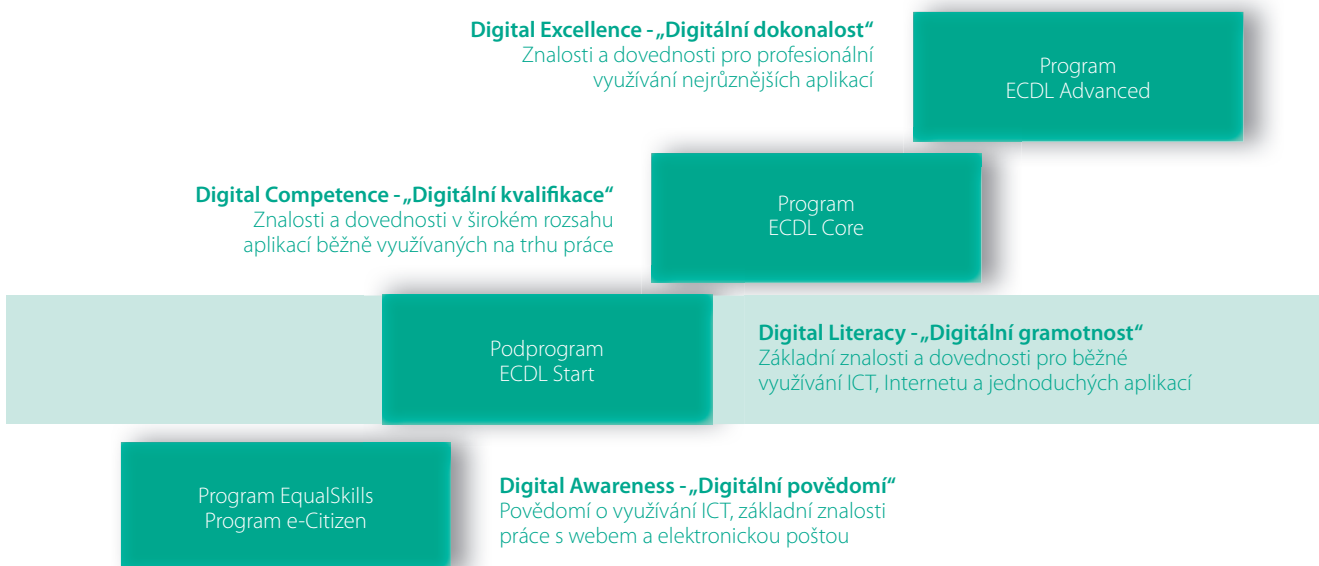 Digital Excellence - „Digitální dokonalost“
Znalosti a dovednosti pro profesionální
využívání nejrůznějších aplikací
Program
ECDL Advanced
Digital Competence - „Digitální kvalifikace“
Znalosti a dovednosti v širokém rozsahu
aplikací běžně využívaných na trhu práce
Program
ECDL Core
Podprogram
ECDL Start
Digital Literacy - „Digitální gramotnost“
Základní znalosti a dovednosti pro běžné
využívání ICT, Internetu a jednoduchých aplikací
Program EqualSkills
Program e-Citizen
Digital Awareness - „Digitální povědomí“
Povědomí o využívání ICT, základní znalosti
práce s webem a elektronickou poštou